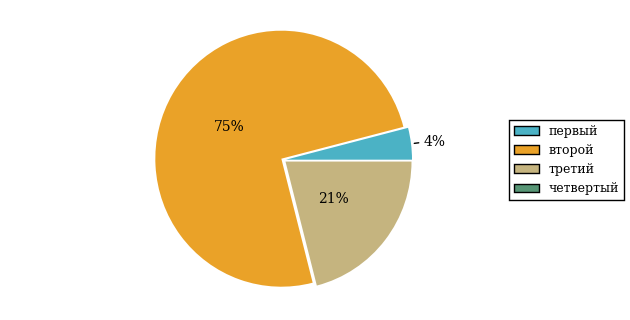 75%
4%
21%
первый
второй
третий
четвертый